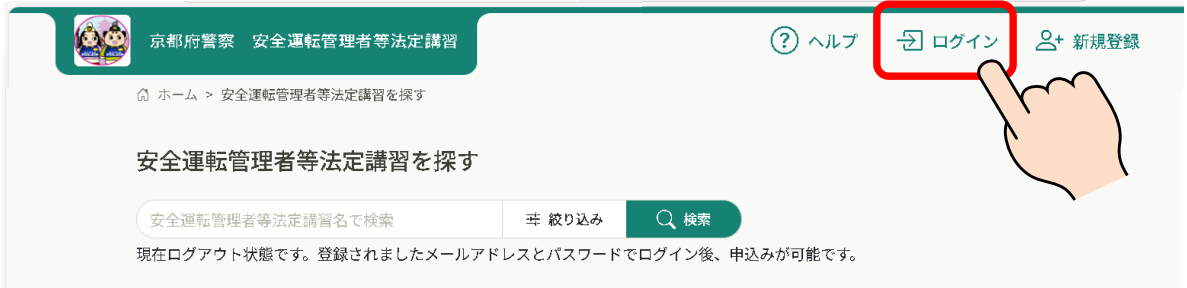 京都府警察 安全運転管理者等法定講習
ヘルプ
ログイン
新規登録
ホーム > 安全運転管理者等法定講習を探す
安全運転管理者等法定講習を探す
安全運転管理者等法定講習名で検索
絞り込み
検索
現在ログアウト状態です。登録されましたメールアドレスとパスワードでログイン後、申込みが可能です。